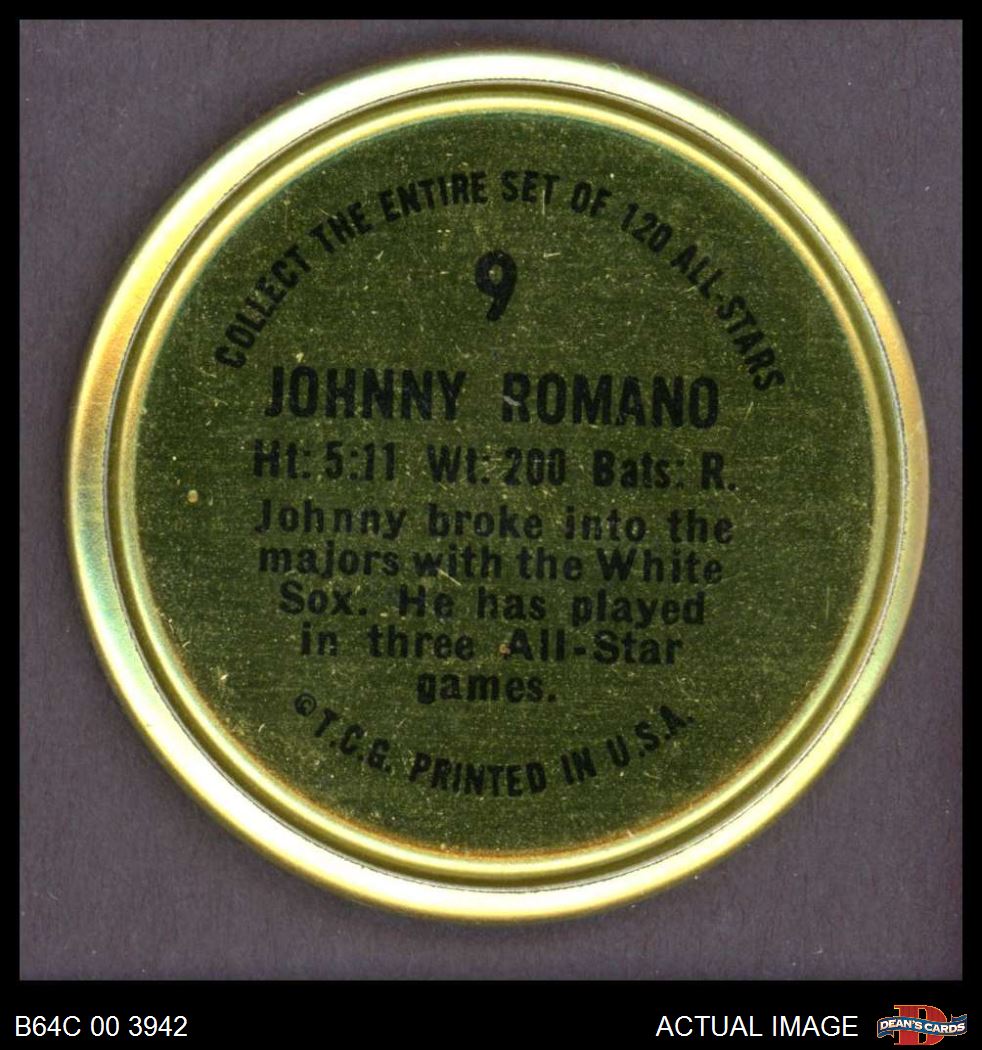 COLLECT THE ENTIRE SET OF 120 ALL-STARS
9
JOHNNY ROMANO
Ht: 5:11 Wt: 200 Bats: R.
Johnny broke into the
majors with the White
Sox. He has played
in three All-Star
games.
© T.C.G. PRINTED IN U.S.A.
B64C 00 3942
ACTUAL IMAGE
D
DEAN'S CARDS